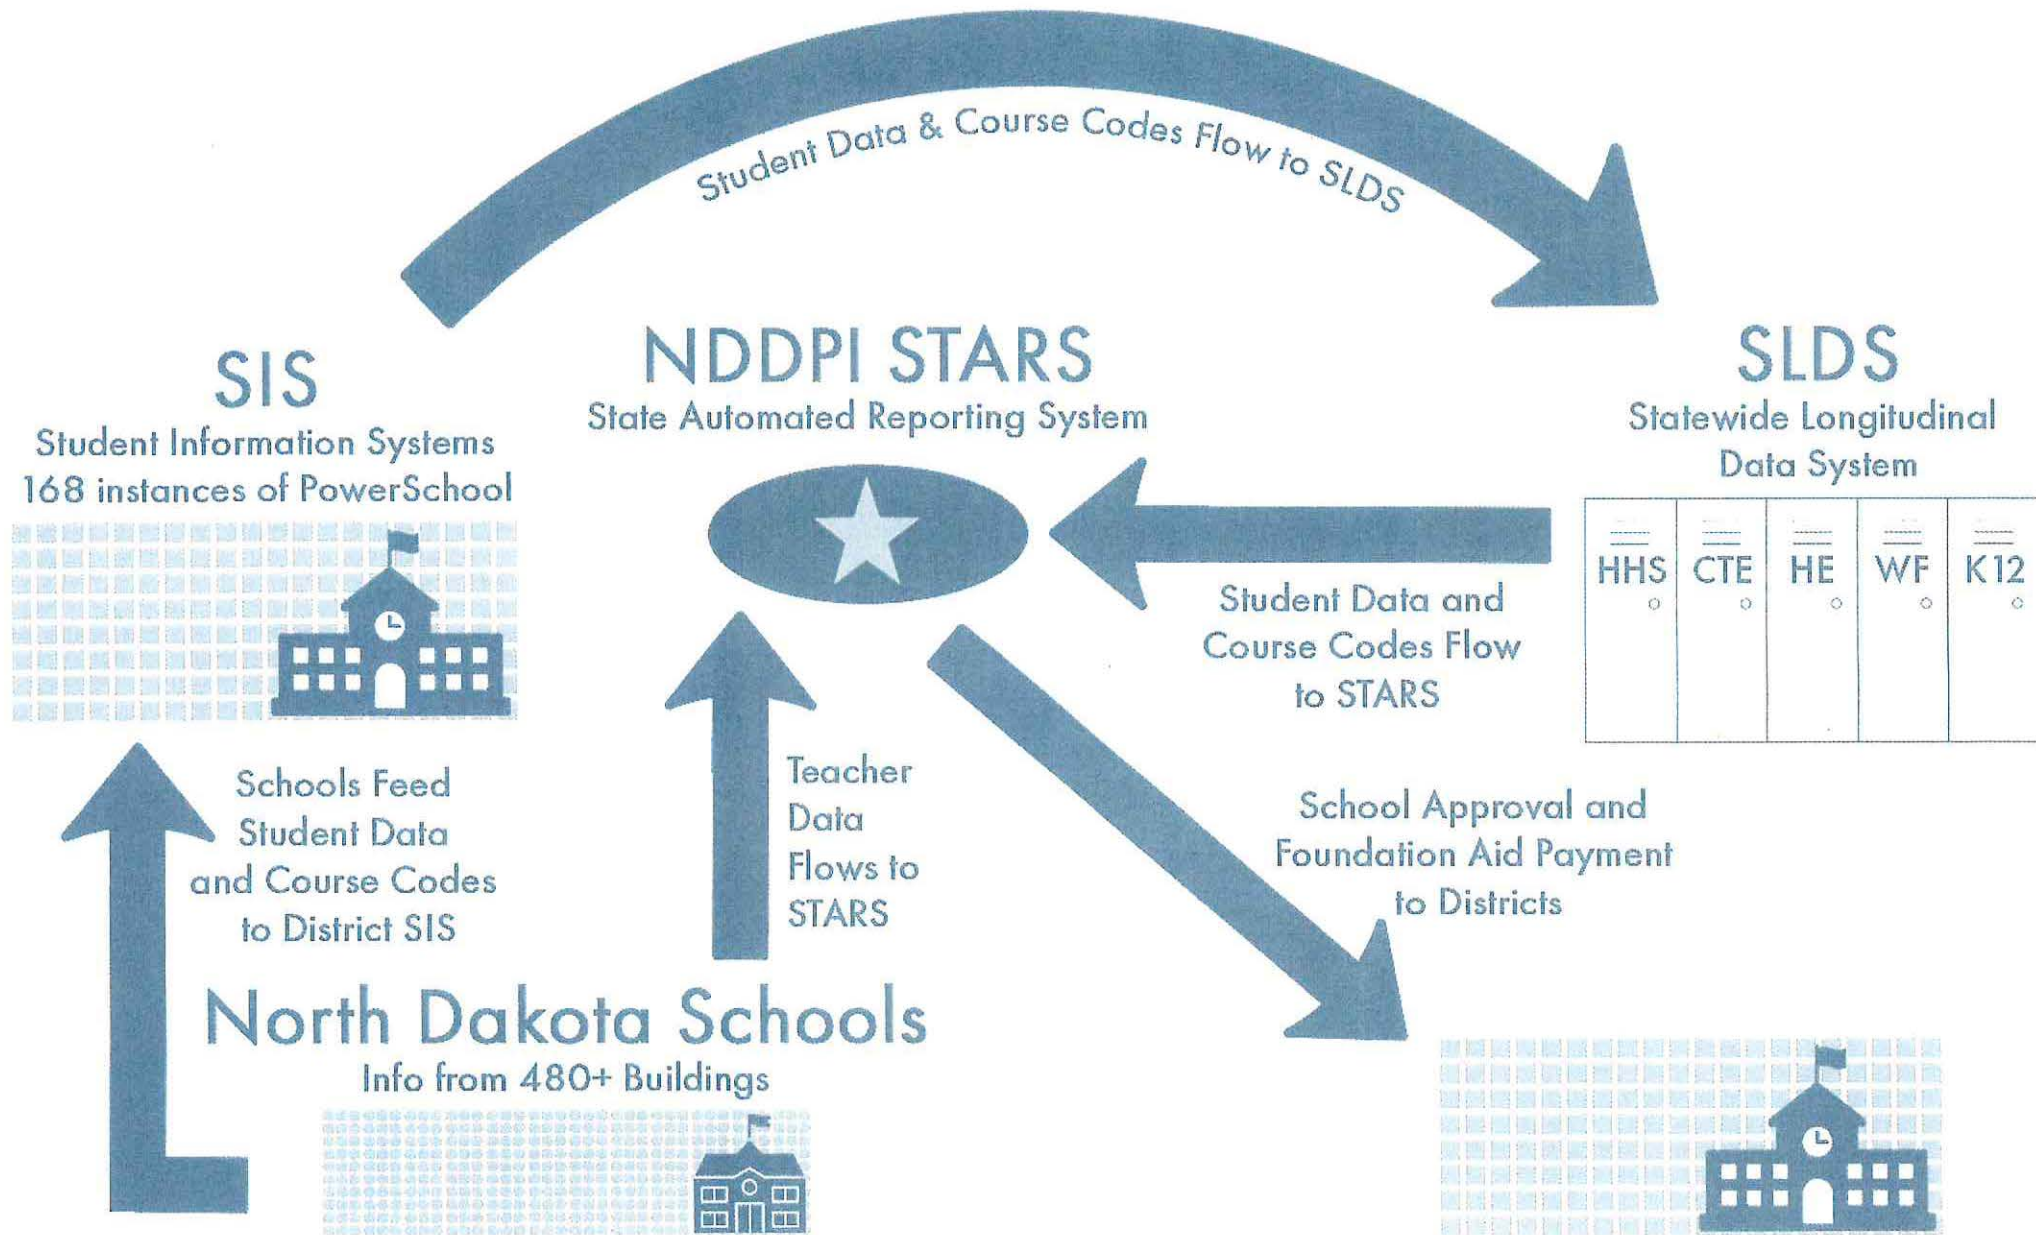 Student Data & Course Codes Flow to SLDS
SIS
Student Information Systems
168 instances of PowerSchool
NDDPI STARS
State Automated Reporting System
SLDS
Statewide Longitudinal
Data System
HHS
CTE
HE
WF
K12
Student Data and
Course Codes Flow
to STARS
Schools Feed
Student Data
and Course Codes
to District SIS
Teacher
Data
Flows to
STARS
School Approval and
Foundation Aid Payment
to Districts
North Dakota Schools
Info from 480+ Buildings